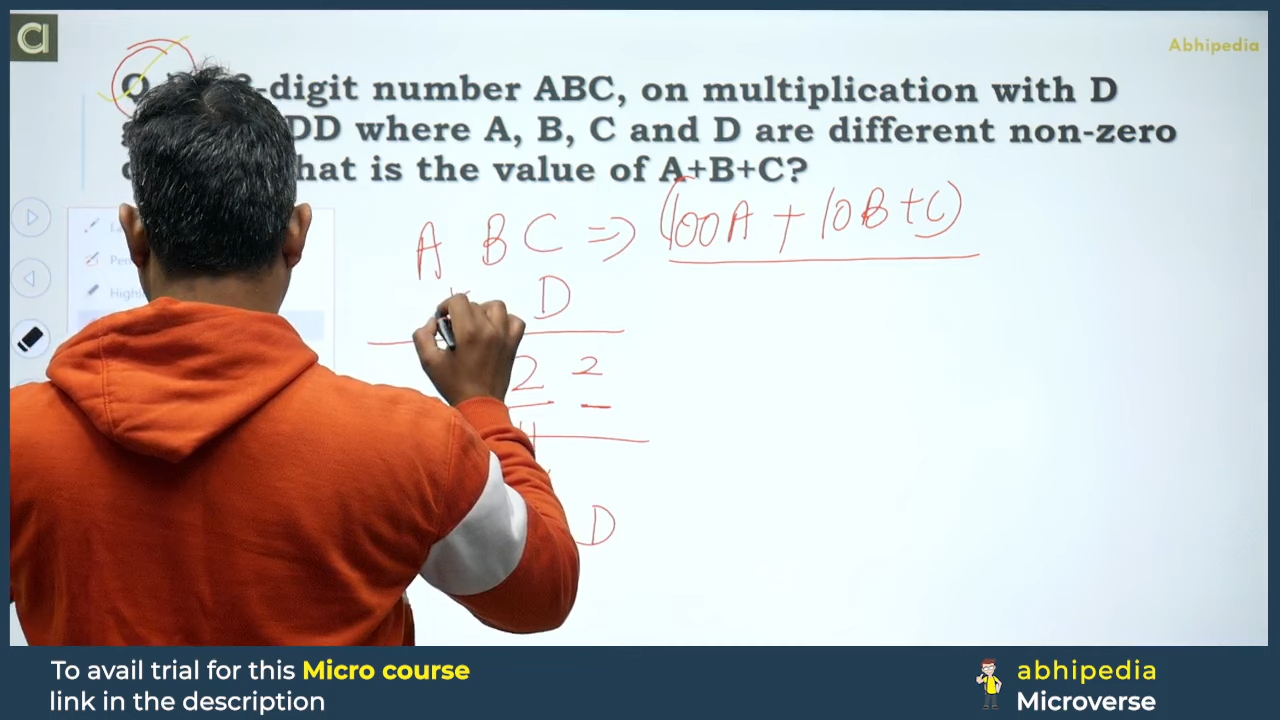 Abhipedia
Q -digit number ABC, on multiplication with D
DD where A, B, C and D are different non-zero
hat is the value of A+B+C?
A B C ⇒ (100A + 10B + C)
D
2 2
D
To avail trial for this Micro course
link in the description
abhipedia
Microverse